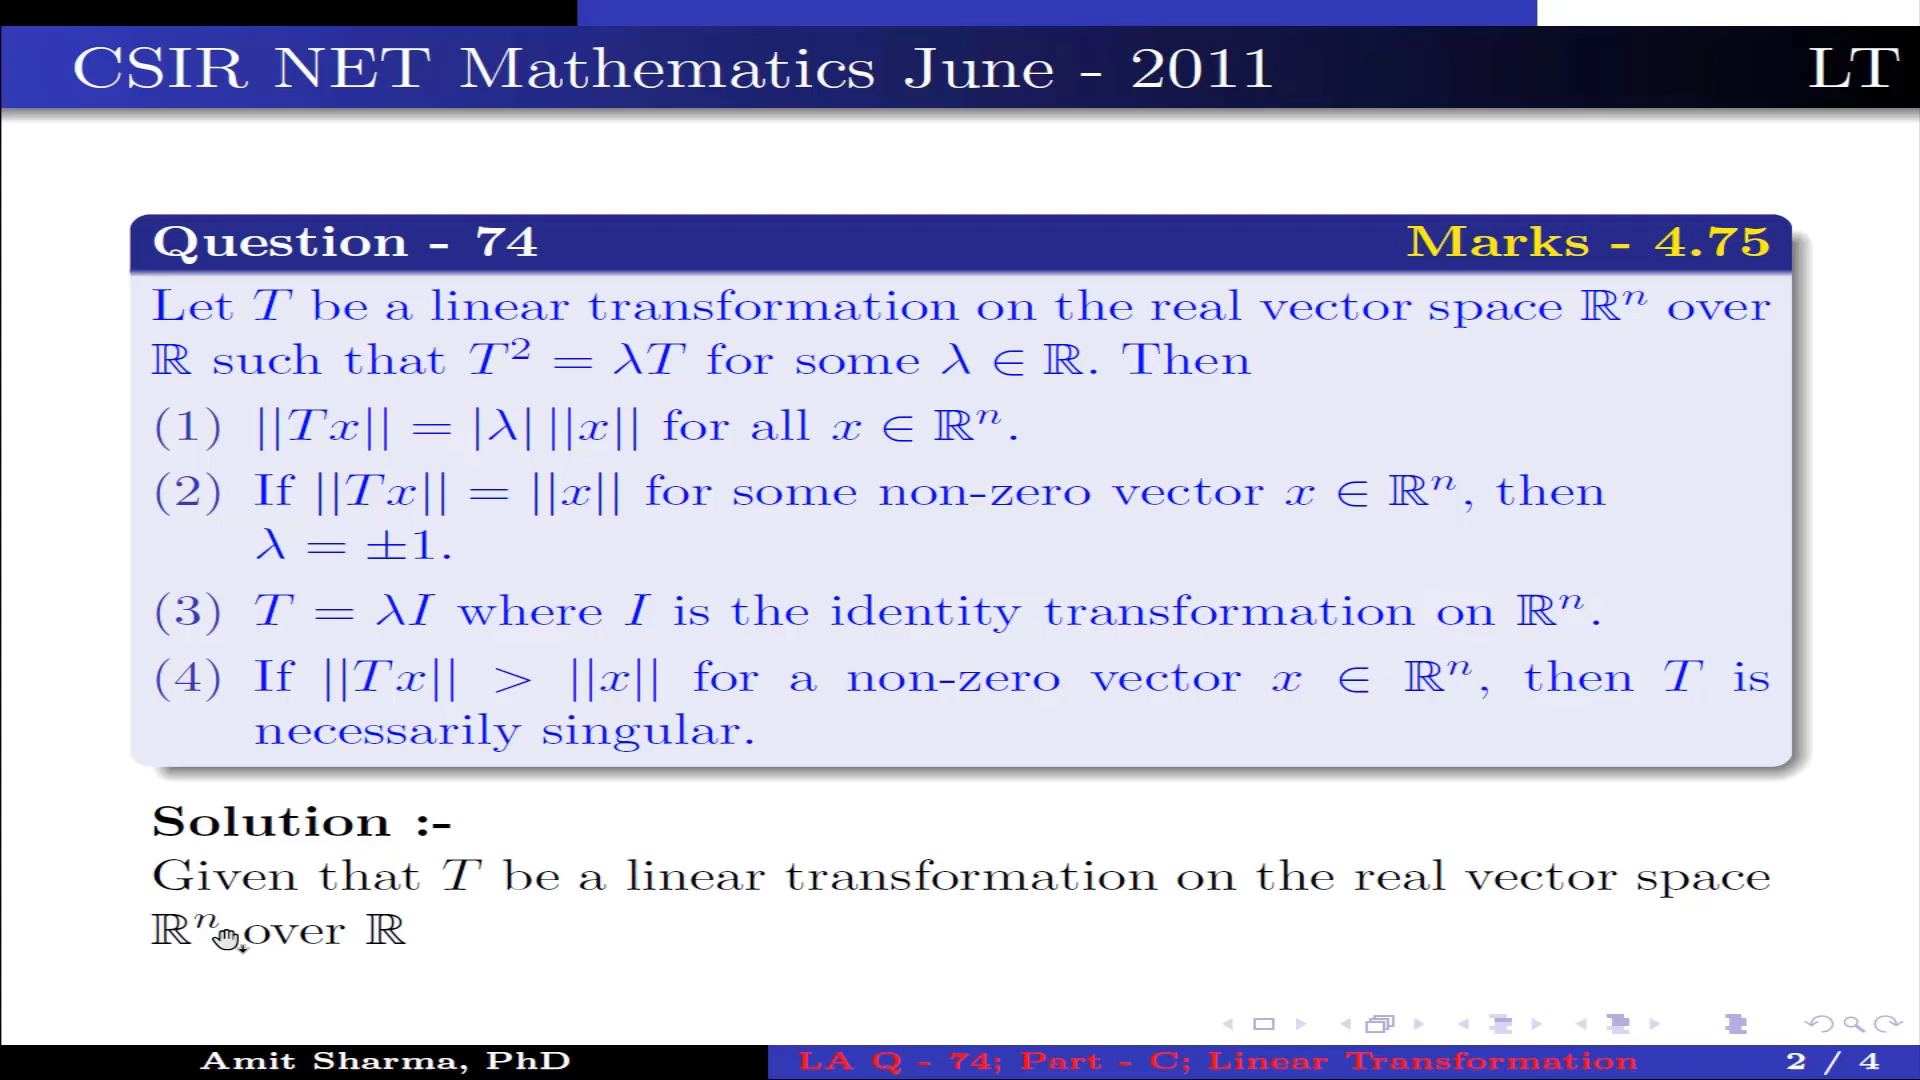 CSIR NET Mathematics June - 2011 LT
Question - 74 Marks - 4.75
Let T be a linear transformation on the real vector space ℝⁿ over
ℝ such that T² = λT for some λ ∈ ℝ. Then
(1) ||Tx|| = |λ| ||x|| for all x ∈ ℝⁿ.
(2) If ||Tx|| = ||x|| for some non-zero vector x ∈ ℝⁿ, then
λ = ±1.
(3) T = λI where I is the identity transformation on ℝⁿ.
(4) If ||Tx|| > ||x|| for a non-zero vector x ∈ ℝⁿ, then T is
necessarily singular.
Solution :-
Given that T be a linear transformation on the real vector space
ℝⁿ over ℝ
Amit Sharma, PhD LA Q - 74; Part - C; Linear Transformation 2 / 4